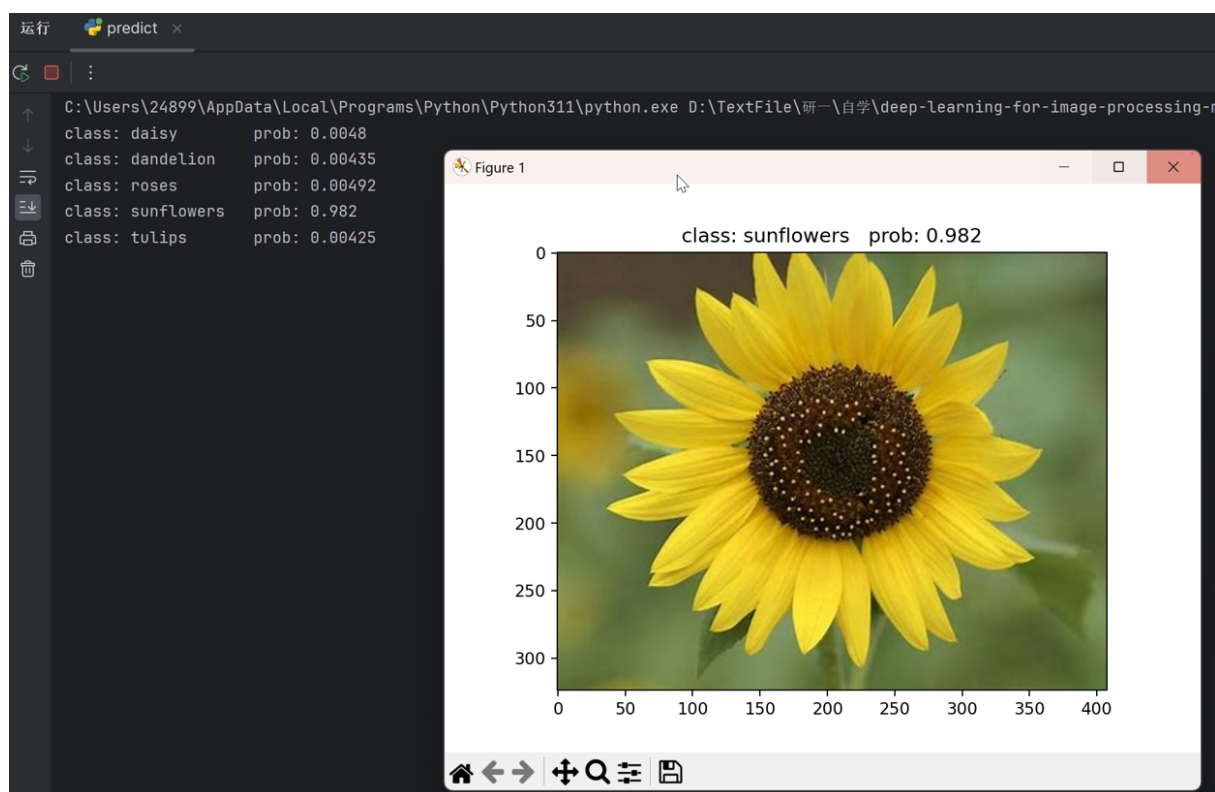 运行 predict
C:\Users\24899\AppData\Local\Programs\Python\Python311\python.exe D:\TextFile\研一\自学\deep-learning-for-image-processing-
class: daisy prob: 0.0048
class: dandelion prob: 0.00435
class: roses prob: 0.00492
class: sunflowers prob: 0.982
class: tulips prob: 0.00425
Figure 1
class: sunflowers prob: 0.982
0
50
100
150
200
250
300
0 50 100 150 200 250 300 350 400